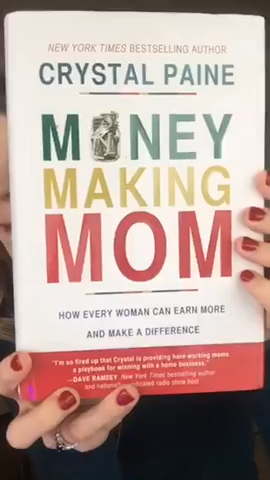 NEW YORK TIMES BESTSELLING AUTHOR
CRYSTAL PAINE
MONEY
MAKING
MOM
HOW EVERY WOMAN CAN EARN MORE
AND MAKE A DIFFERENCE
"I'm so fired up that Crystal is providing hard-working moms
a playbook for winning with a home business."
—DAVE RAMSEY, New York Times bestselling author
and nationally syndicated radio show host